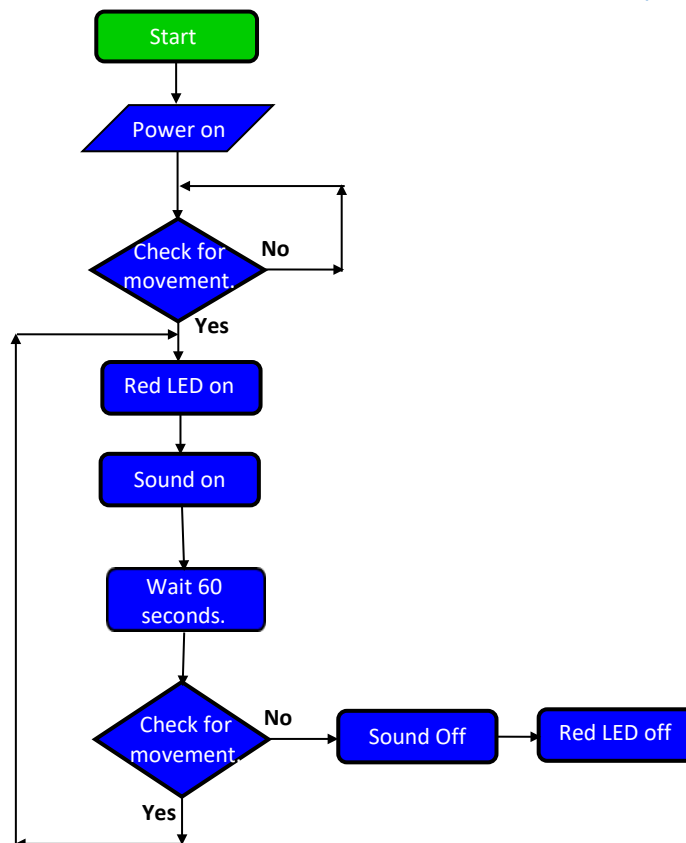 Start
Power on
Check for
movement.
No
Yes
Red LED on
Sound on
Wait 60
seconds.
Check for
movement.
No
Sound Off
Red LED off
Yes